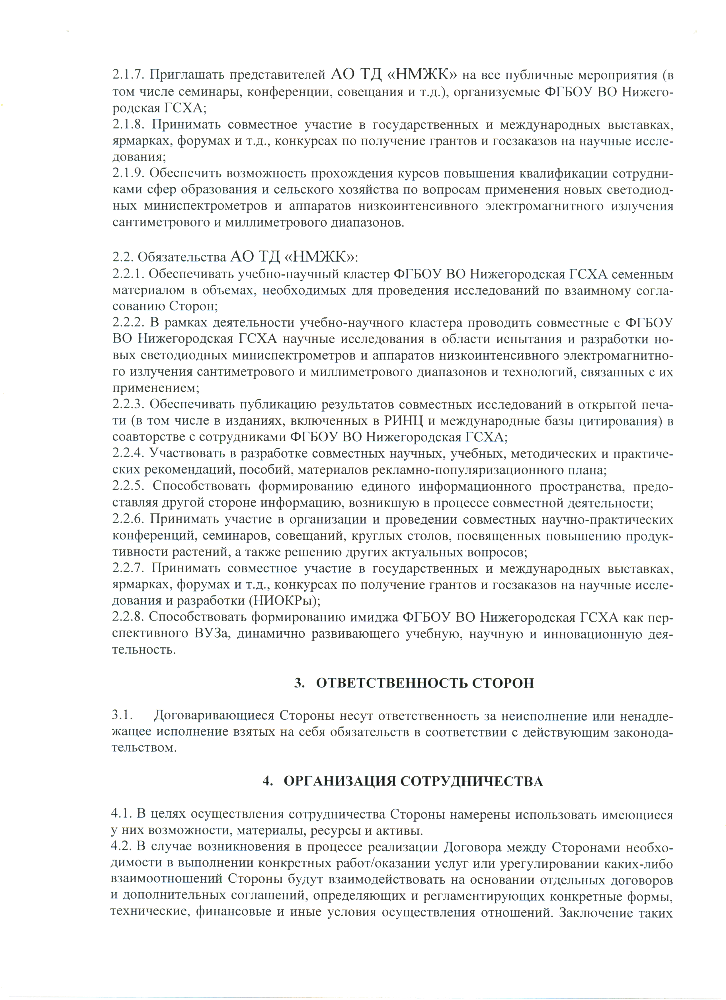 2.1.7. Приглашать представителей АО ТД «НМЖК» на все публичные мероприятия (в
том числе семинары, конференции, совещания и т.д.), организуемые ФГБОУ ВО Нижего-
родская ГСХА;
2.1.8. Принимать совместное участие в государственных и международных выставках,
ярмарках, форумах и т.д., конкурсах по получение грантов и госзаказов на научные иссле-
дования;
2.1.9. Обеспечить возможность прохождения курсов повышения квалификации сотрудни-
ками сфер образования и сельского хозяйства по вопросам применения новых светодиод-
ных миниспектрометров и аппаратов низкоинтенсивного электромагнитного излучения
сантиметрового и миллиметрового диапазонов.
2.2. Обязательства АО ТД «НМЖК»:
2.2.1. Обеспечивать учебно-научный кластер ФГБОУ ВО Нижегородская ГСХА семенным
материалом в объемах, необходимых для проведения исследований по взаимному согла-
сованию Сторон;
2.2.2. В рамках деятельности учебно-научного кластера проводить совместные с ФГБОУ
ВО Нижегородская ГСХА научные исследования в области испытания и разработки но-
вых светодиодных миниспектрометров и аппаратов низкоинтенсивного электромагнитно-
го излучения сантиметрового и миллиметрового диапазонов и технологий, связанных с их
применением;
2.2.3. Обеспечивать публикацию результатов совместных исследований в открытой печа-
ти (в том числе в изданиях, включенных в РИНЦ и международные базы цитирования) в
соавторстве с сотрудниками ФГБОУ ВО Нижегородская ГСХА;
2.2.4. Участвовать в разработке совместных научных, учебных, методических и практиче-
ских рекомендаций, пособий, материалов рекламно-популяризационного плана;
2.2.5. Способствовать формированию единого информационного пространства, предо-
ставляя другой стороне информацию, возникшую в процессе совместной деятельности;
2.2.6. Принимать участие в организации и проведении совместных научно-практических
конференций, семинаров, совещаний, круглых столов, посвященных повышению продук-
тивности растений, а также решению других актуальных вопросов;
2.2.7. Принимать совместное участие в государственных и международных выставках,
ярмарках, форумах и т.д., конкурсах по получение грантов и госзаказов на научные иссле-
дования и разработки (НИОКРы);
2.2.8. Способствовать формированию имиджа ФГБОУ ВО Нижегородская ГСХА как пер-
спективного ВУЗа, динамично развивающего учебную, научную и инновационную дея-
тельность.
3. ОТВЕТСТВЕННОСТЬ СТОРОН
3.1. Договаривающиеся Стороны несут ответственность за неисполнение или ненадле-
жащее исполнение взятых на себя обязательств в соответствии с действующим законода-
тельством.
4. ОРГАНИЗАЦИЯ СОТРУДНИЧЕСТВА
4.1. В целях осуществления сотрудничества Стороны намерены использовать имеющиеся
у них возможности, материалы, ресурсы и активы.
4.2. В случае возникновения в процессе реализации Договора между Сторонами необхо-
димости в выполнении конкретных работ/оказании услуг или урегулировании каких-либо
взаимоотношений Стороны будут взаимодействовать на основании отдельных договоров
и дополнительных соглашений, определяющих и регламентирующих конкретные формы,
технические, финансовые и иные условия осуществления отношений. Заключение таких